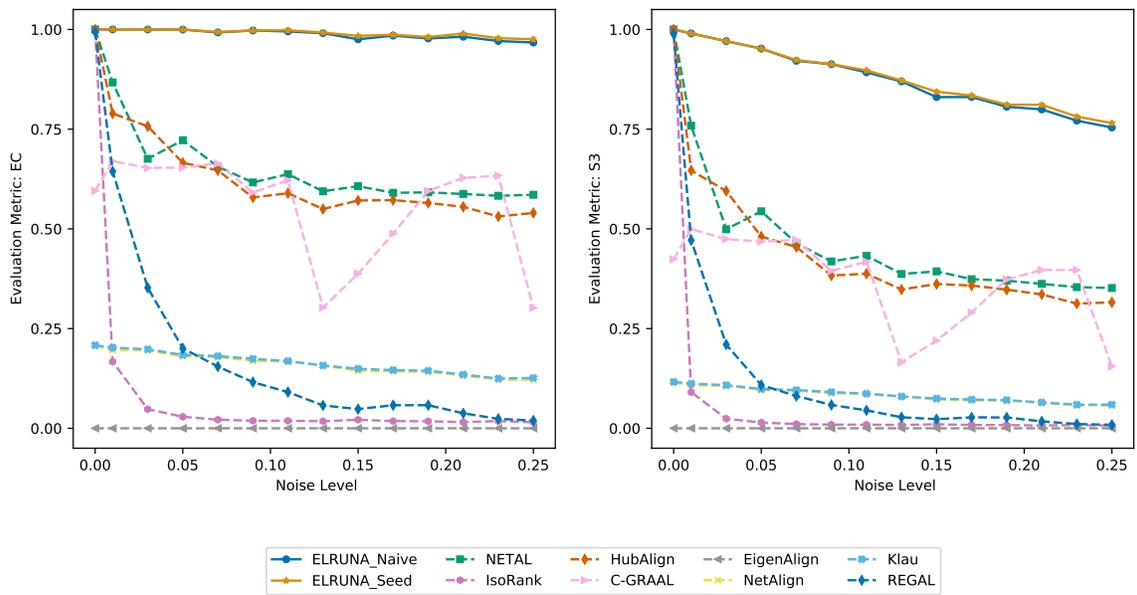 1.00
0.75
0.50
0.25
0.00
Evaluation Metric: EC
0.00 0.05 0.10 0.15 0.20 0.25
Noise Level
1.00
0.75
0.50
0.25
0.00
Evaluation Metric: S3
0.00 0.05 0.10 0.15 0.20 0.25
Noise Level
ELRUNA_Naive NETAL HubAlign EigenAlign Klau
ELRUNA_Seed IsoRank C-GRAAL NetAlign REGAL